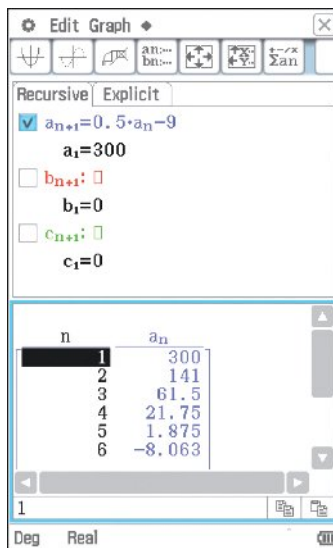 Edit Graph
an:... bn:... Σan
Recursive Explicit
aₙ₊₁=0.5·aₙ-9
a₁=300
bₙ₊₁:□
b₁=0
cₙ₊₁:□
c₁=0
n aₙ
1 300
2 141
3 61.5
4 21.75
5 1.875
6 -8.063
1
Deg Real